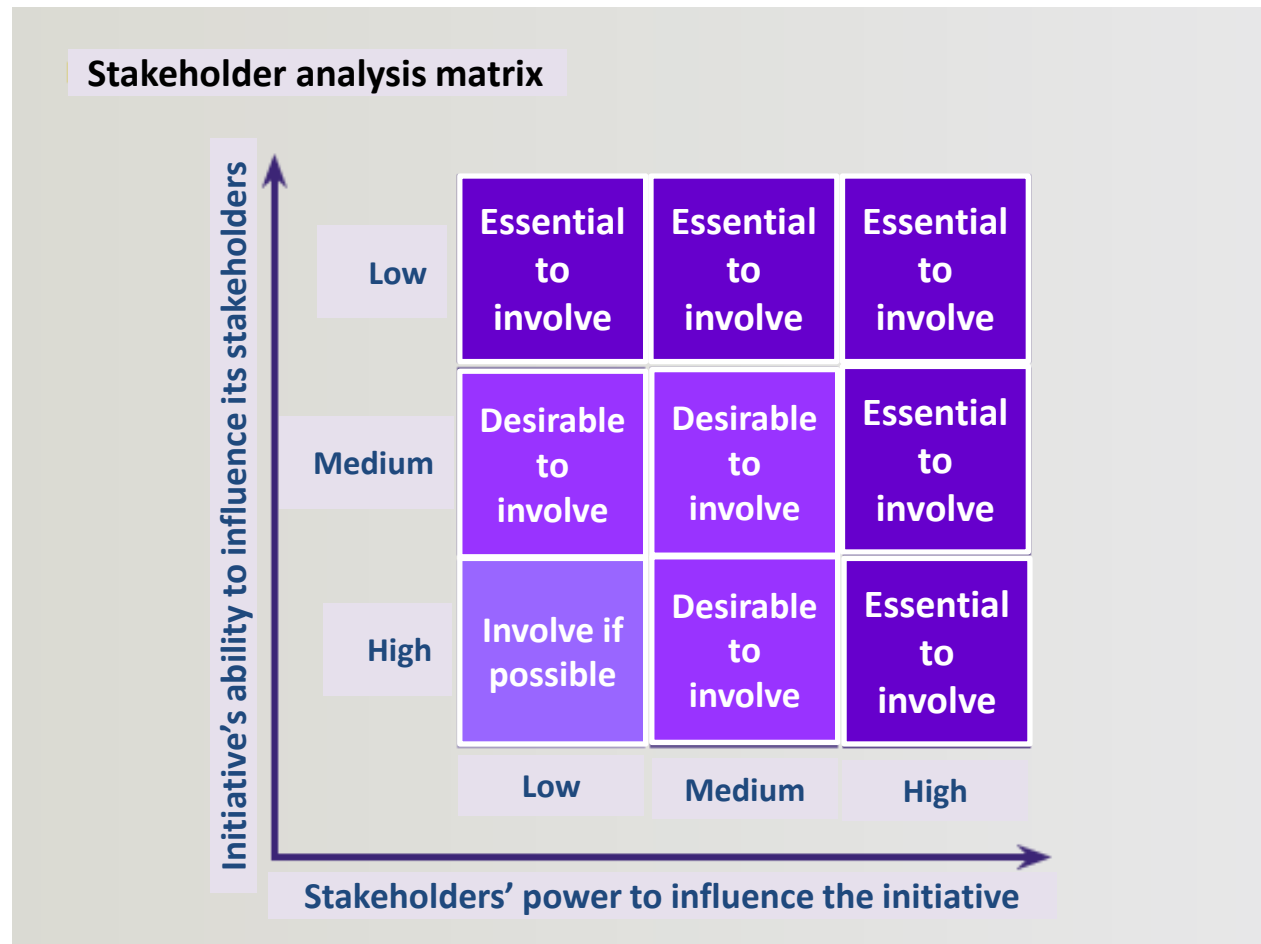 Stakeholder analysis matrix
Initiative’s ability to influence its stakeholders
Low
Essential
to
involve
Essential
to
involve
Essential
to
involve
Medium
Desirable
to
involve
Desirable
to
involve
Essential
to
involve
High
Involve if
possible
Desirable
to
involve
Essential
to
involve
Low
Medium
High
Stakeholders’ power to influence the initiative